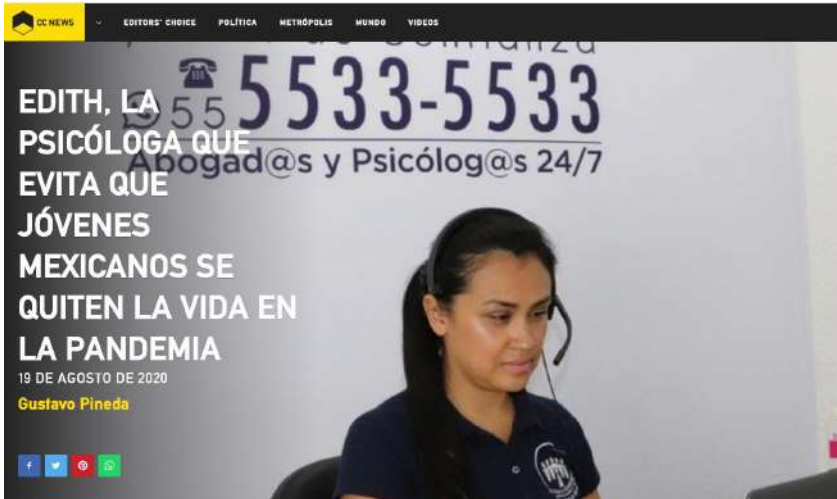 CC NEWS
EDITORS' CHOICE POLÍTICA METRÓPOLIS MUNDO VIDEOS
55 5533-5533
Abogad@s y Psicólog@s 24/7
EDITH, LA
PSICÓLOGA QUE
EVITA QUE
JÓVENES
MEXICANOS SE
QUITEN LA VIDA EN
LA PANDEMIA
19 DE AGOSTO DE 2020
Gustavo Pineda